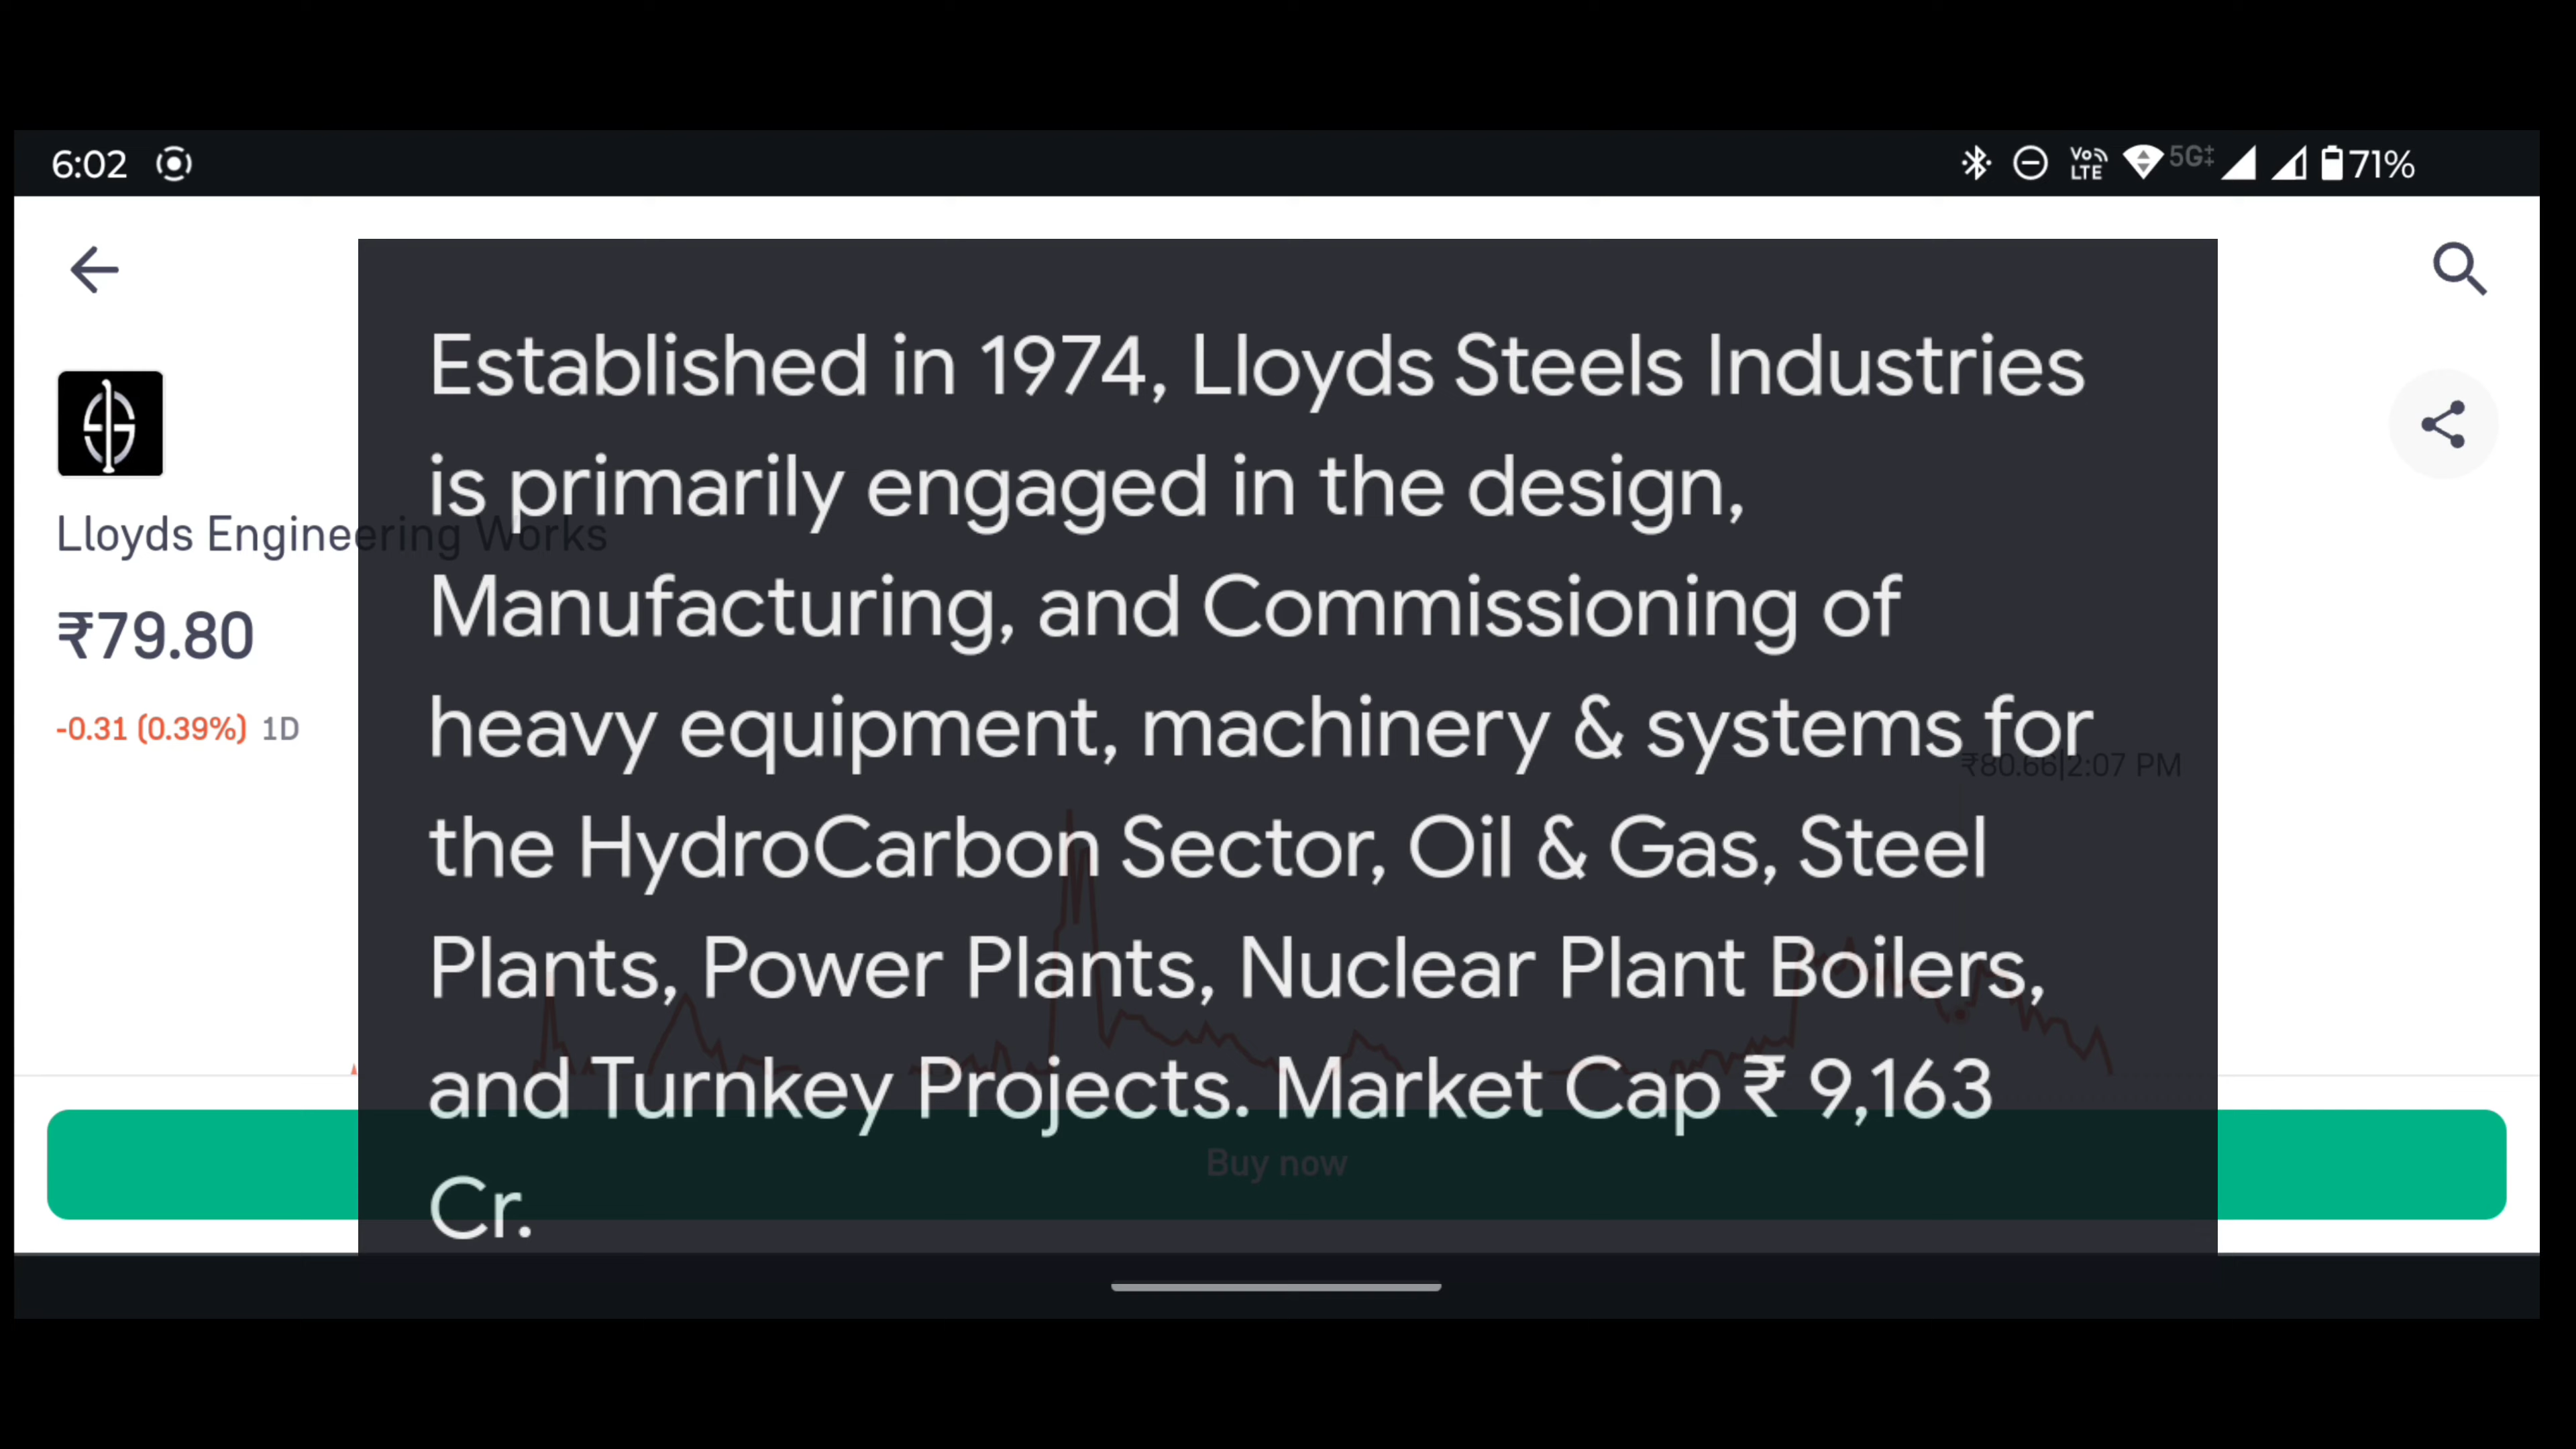 6:02
Vo LTE 5G 71%
Established in 1974, Lloyds Steels Industries
is primarily engaged in the design,
Manufacturing, and Commissioning of
heavy equipment, machinery & systems for
the HydroCarbon Sector, Oil & Gas, Steel
Plants, Power Plants, Nuclear Plant Boilers,
and Turnkey Projects. Market Cap ₹ 9,163
Cr.
Lloyds Engineering Works
₹79.80
-0.31 (0.39%) 1D
₹80.66|2:07 PM
Buy now